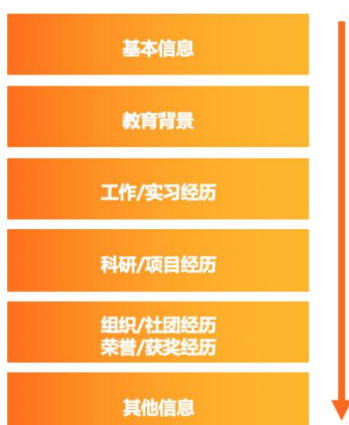 基本信息
教育背景
工作/实习经历
科研/项目经历
组织/社团经历
荣誉/获奖经历
其他信息